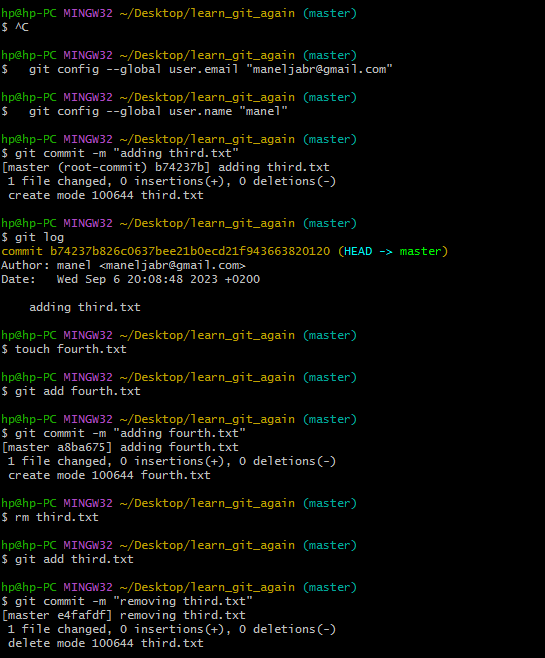 hp@hp-PC MINGW32 ~/Desktop/learn_git_again (master)
$ ^C
hp@hp-PC MINGW32 ~/Desktop/learn_git_again (master)
$   git config --global user.email "maneljabr@gmail.com"
hp@hp-PC MINGW32 ~/Desktop/learn_git_again (master)
$   git config --global user.name "manel"
hp@hp-PC MINGW32 ~/Desktop/learn_git_again (master)
$ git commit -m "adding third.txt"
[master (root-commit) b74237b] adding third.txt
 1 file changed, 0 insertions(+), 0 deletions(-)
 create mode 100644 third.txt
hp@hp-PC MINGW32 ~/Desktop/learn_git_again (master)
$ git log
commit b74237b826c0637bee21b0ecd21f943663820120 (HEAD -> master)
Author: manel <maneljabr@gmail.com>
Date:   Wed Sep 6 20:08:48 2023 +0200
    adding third.txt
hp@hp-PC MINGW32 ~/Desktop/learn_git_again (master)
$ touch fourth.txt
hp@hp-PC MINGW32 ~/Desktop/learn_git_again (master)
$ git add fourth.txt
hp@hp-PC MINGW32 ~/Desktop/learn_git_again (master)
$ git commit -m "adding fourth.txt"
[master a8ba675] adding fourth.txt
 1 file changed, 0 insertions(+), 0 deletions(-)
 create mode 100644 fourth.txt
hp@hp-PC MINGW32 ~/Desktop/learn_git_again (master)
$ rm third.txt
hp@hp-PC MINGW32 ~/Desktop/learn_git_again (master)
$ git add third.txt
hp@hp-PC MINGW32 ~/Desktop/learn_git_again (master)
$ git commit -m "removing third.txt"
[master e4fafdf] removing third.txt
 1 file changed, 0 insertions(+), 0 deletions(-)
 delete mode 100644 third.txt